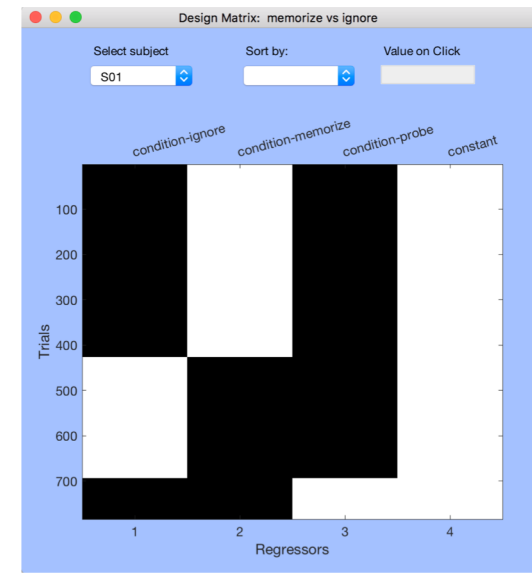 Design Matrix: memorize vs ignore
Select subject Sort by: Value on Click
S01
condition-ignore condition-memorize condition-probe constant
100
200
300
400
500
600
700
Trials
1 2 3 4
Regressors